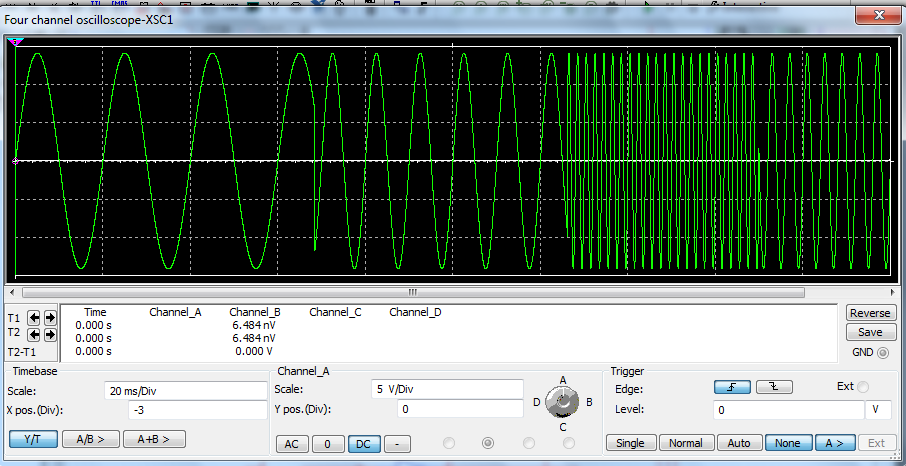 Four channel oscilloscope-XSC1
Time Channel_A Channel_B Channel_C Channel_D
T1 0.000 s 6.484 nV
T2 0.000 s 6.484 nV
T2-T1 0.000 s 0.000 V
Reverse
Save
GND
Timebase
Scale: 20 ms/Div
X pos.(Div): -3
Y/T A/B > A+B >
Channel_A
Scale: 5 V/Div
Y pos.(Div): 0
AC 0 DC -
A
D B
C
Trigger
Edge: Ext
Level: 0 V
Single Normal Auto None A > Ext